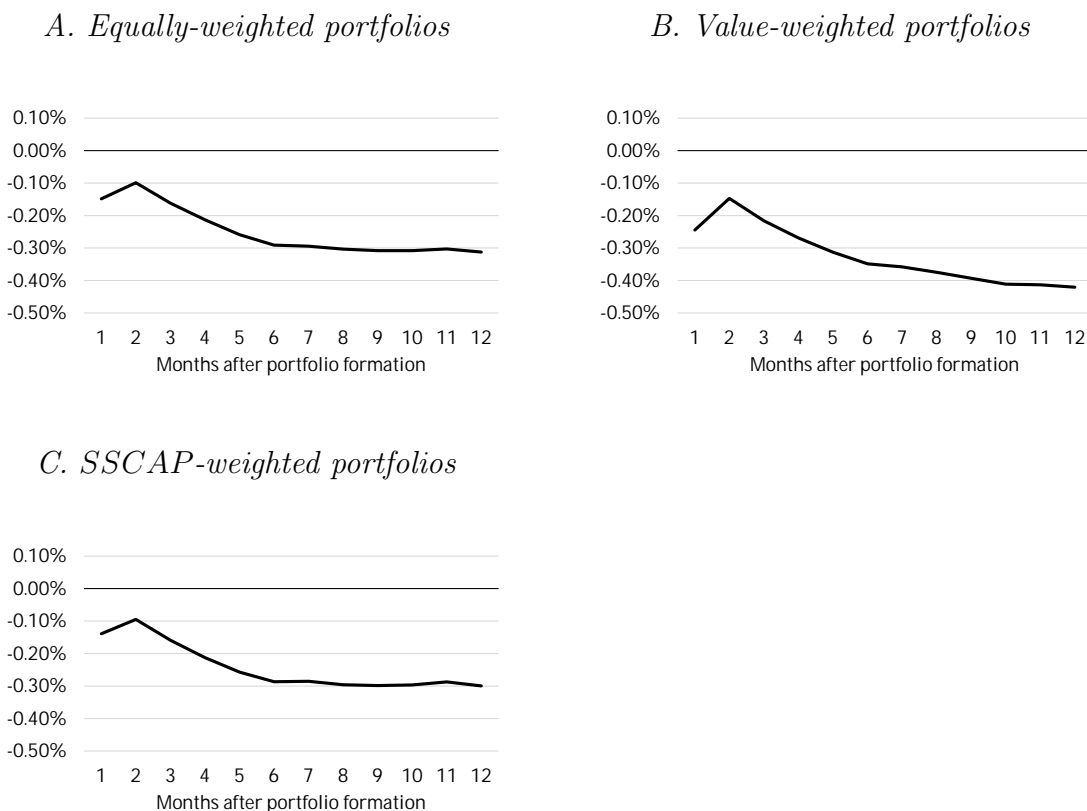 A. Equally-weighted portfolios
0.10%
0.00%
-0.10%
-0.20%
-0.30%
-0.40%
-0.50%
1 2 3 4 5 6 7 8 9 10 11 12
Months after portfolio formation
B. Value-weighted portfolios
0.10%
0.00%
-0.10%
-0.20%
-0.30%
-0.40%
-0.50%
1 2 3 4 5 6 7 8 9 10 11 12
Months after portfolio formation
C. SSCAP-weighted portfolios
0.10%
0.00%
-0.10%
-0.20%
-0.30%
-0.40%
-0.50%
1 2 3 4 5 6 7 8 9 10 11 12
Months after portfolio formation